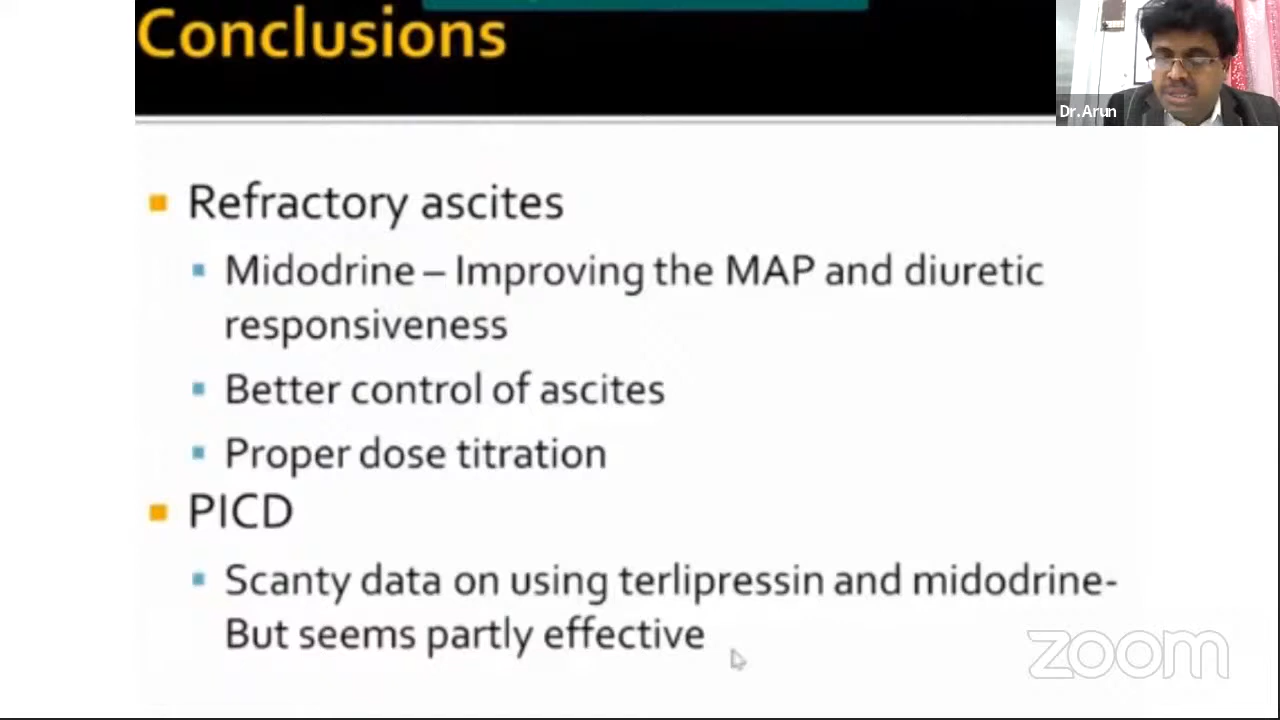 Conclusions
Dr.Arun
Refractory ascites
Midodrine – Improving the MAP and diuretic
responsiveness
Better control of ascites
Proper dose titration
PICD
Scanty data on using terlipressin and midodrine-
But seems partly effective
zoom